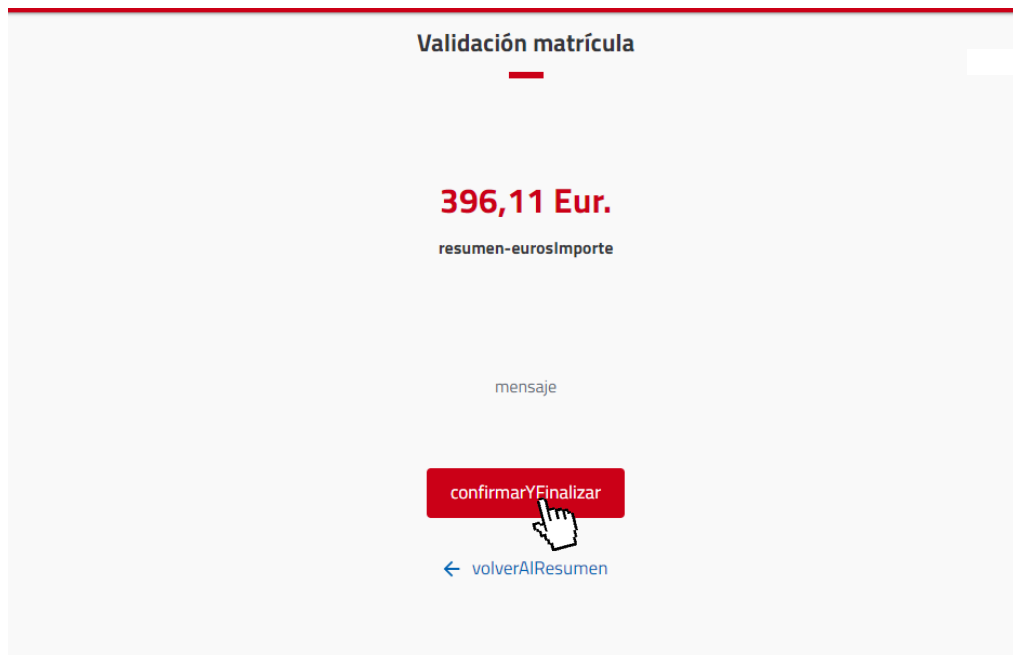 Validación matrícula
396,11 Eur.
resumen-eurosImporte
mensaje
confirmarYFinalizar
← volverAlResumen